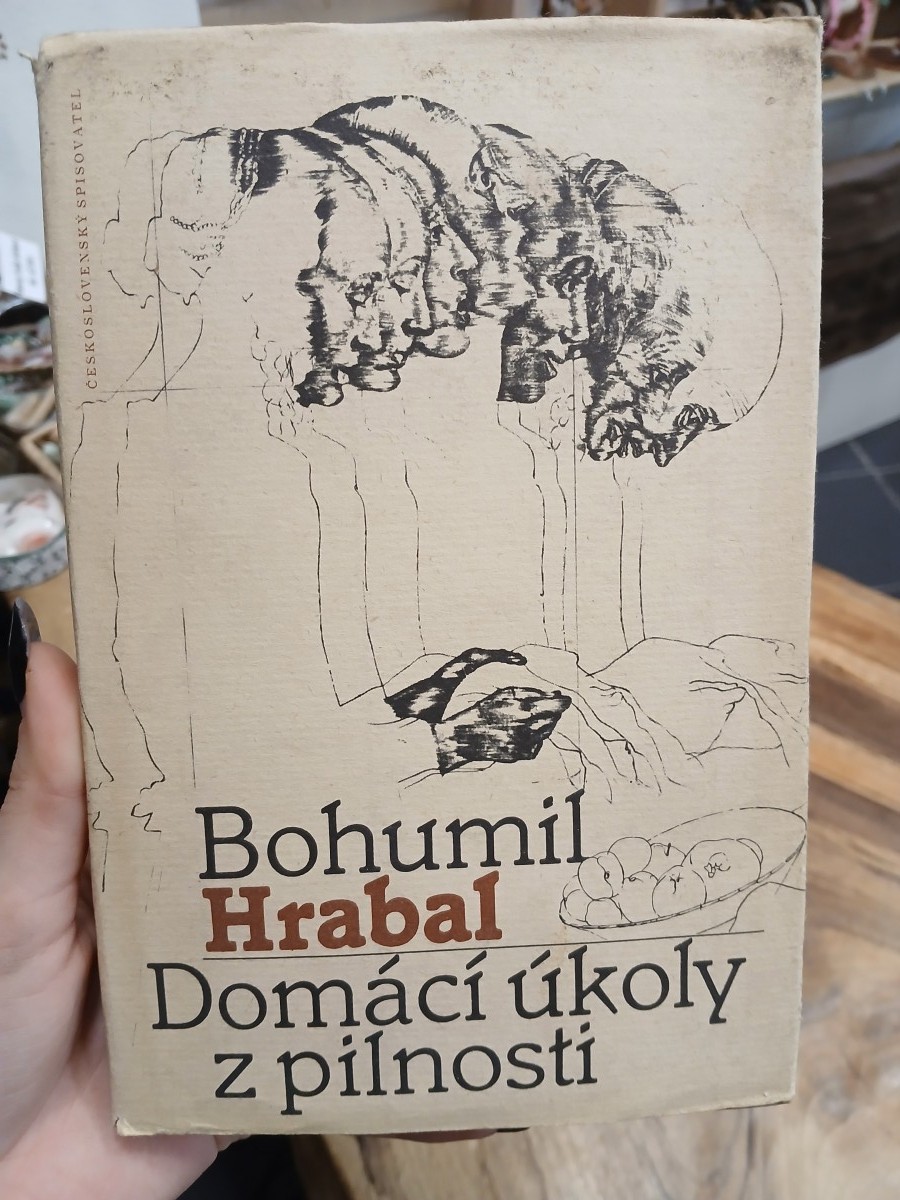 ČESKOSLOVENSKÝ SPISOVATEL
Bohumil
Hrabal
Domácí úkoly
z pilnosti